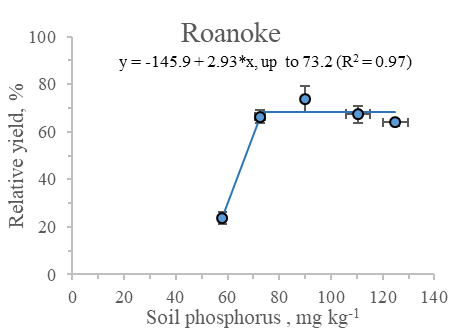 Roanoke
y = -145.9 + 2.93*x, up to 73.2 (R² = 0.97)
Relative yield, %
100
80
60
40
20
0
0 20 40 60 80 100 120 140
Soil phosphorus , mg kg⁻¹